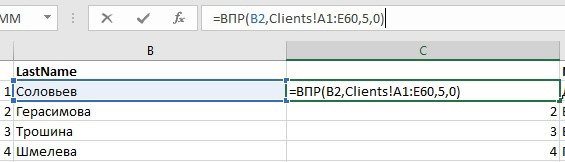 ММ
=ВПР(B2,Clients!A1:E60,5,0)
B C
LastName
1 Соловьев =ВПР(B2,Clients!A1:E60,5,0)
2 Герасимова 2
3 Трошина 3
4 Шмелева 4